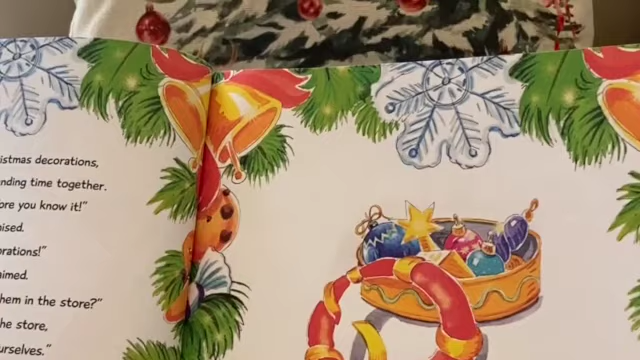 istmas decorations,
nding time together.
ore you know it!"
ised.
orations!"
imed.
hem in the store?"
he store,
urselves."